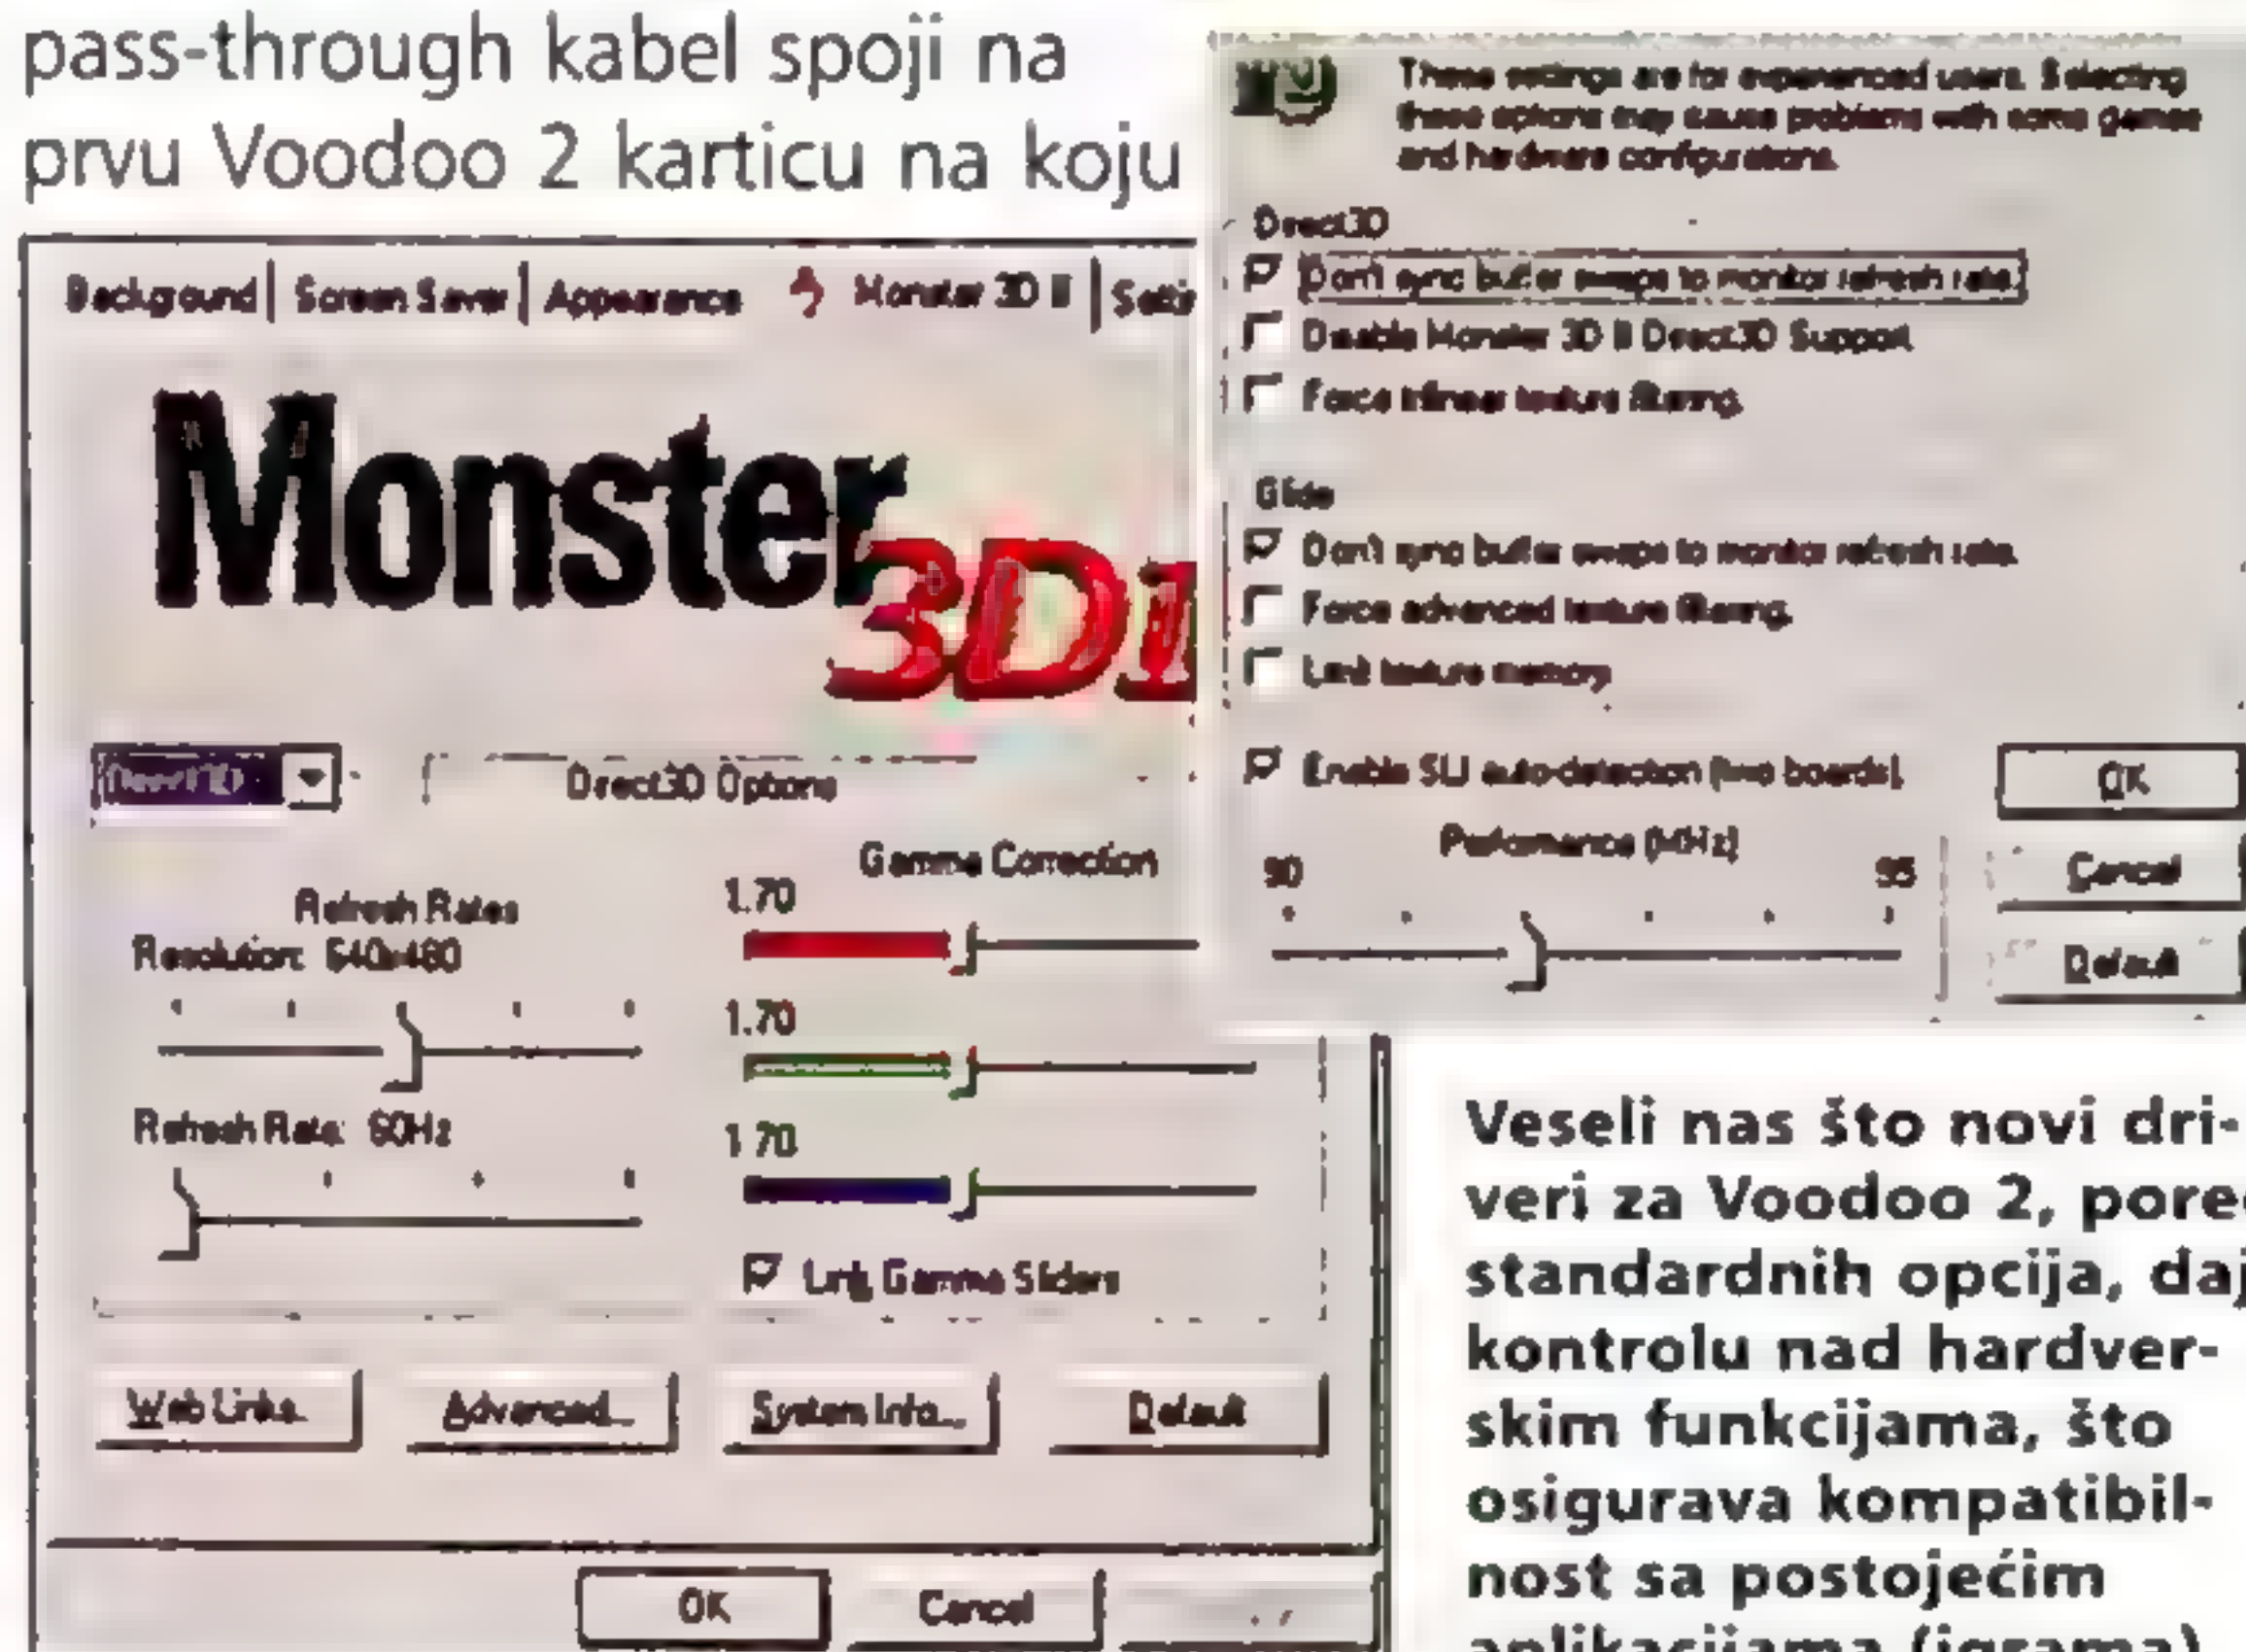 pass-through kabel spoji na
prvu Voodoo 2 karticu na koju
Background Screen Saver Appearance Monster 3D II Settin
Monster
3DI
Direct3D
Direct3D Options
Refresh Rates
Resolution: 640x480
Refresh Rate: 60Hz
Gamma Correction
1.70
1.70
1.70
Link Gamma Sliders
Web Links... Advanced... System Info... Default
OK Cancel
These settings are for experienced users. Selecting
these options may cause problems with some games
and hardware configurations.
Direct3D
Don't sync buffer swaps to monitor refresh rate.
Disable Monster 3D II Direct3D Support
Force trilinear texture filtering.
Glide
Don't sync buffer swaps to monitor refresh rate.
Force advanced texture filtering.
Limit texture memory.
Enable SLI auto-detection (two boards).
Performance (MHz)
90 95
OK
Cancel
Default
Veseli nas što novi dri-
veri za Voodoo 2, pore
standardnih opcija, daj
kontrolu nad hardver-
skim funkcijama, što
osigurava kompatibil-
nost sa postojećim
aplikacijama (igrama)